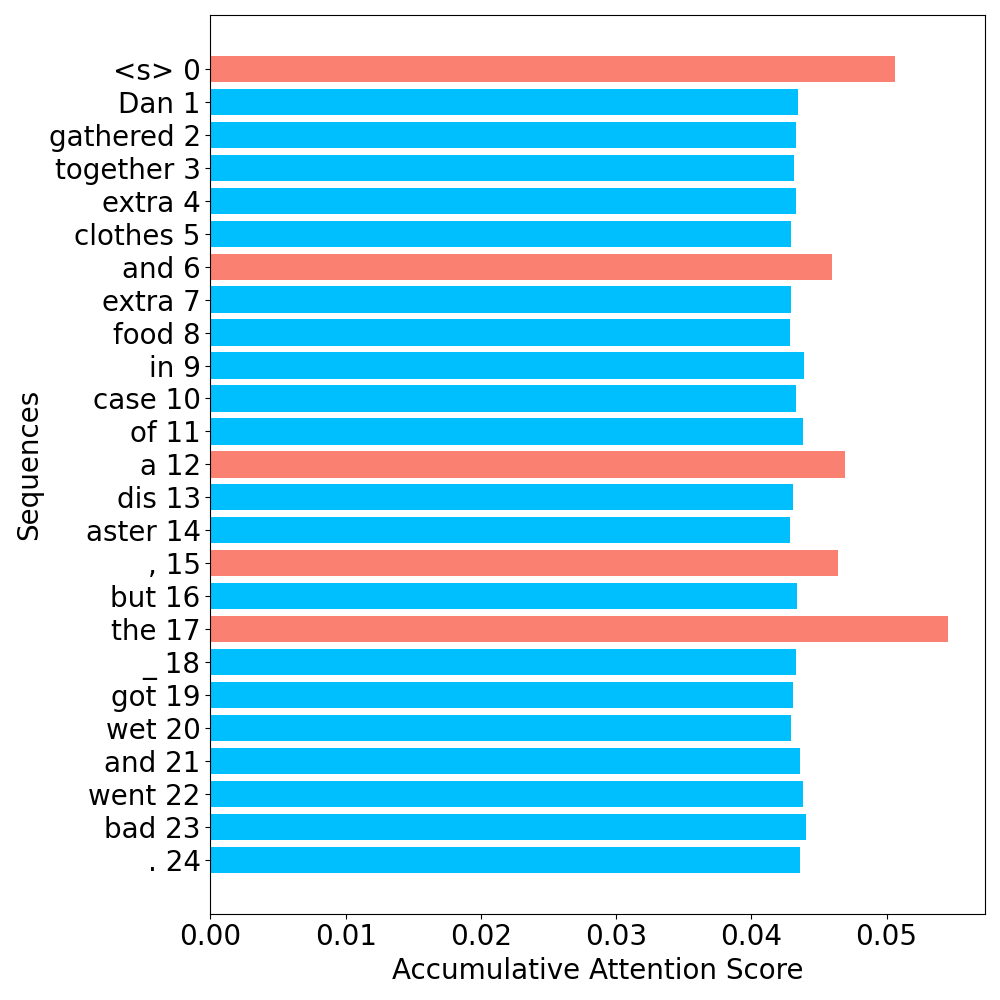 <s> 0
Dan 1
gathered 2
together 3
extra 4
clothes 5
and 6
extra 7
food 8
in 9
case 10
of 11
a 12
dis 13
aster 14
, 15
but 16
the 17
_ 18
got 19
wet 20
and 21
went 22
bad 23
. 24
Sequences
0.00 0.01 0.02 0.03 0.04 0.05
Accumulative Attention Score